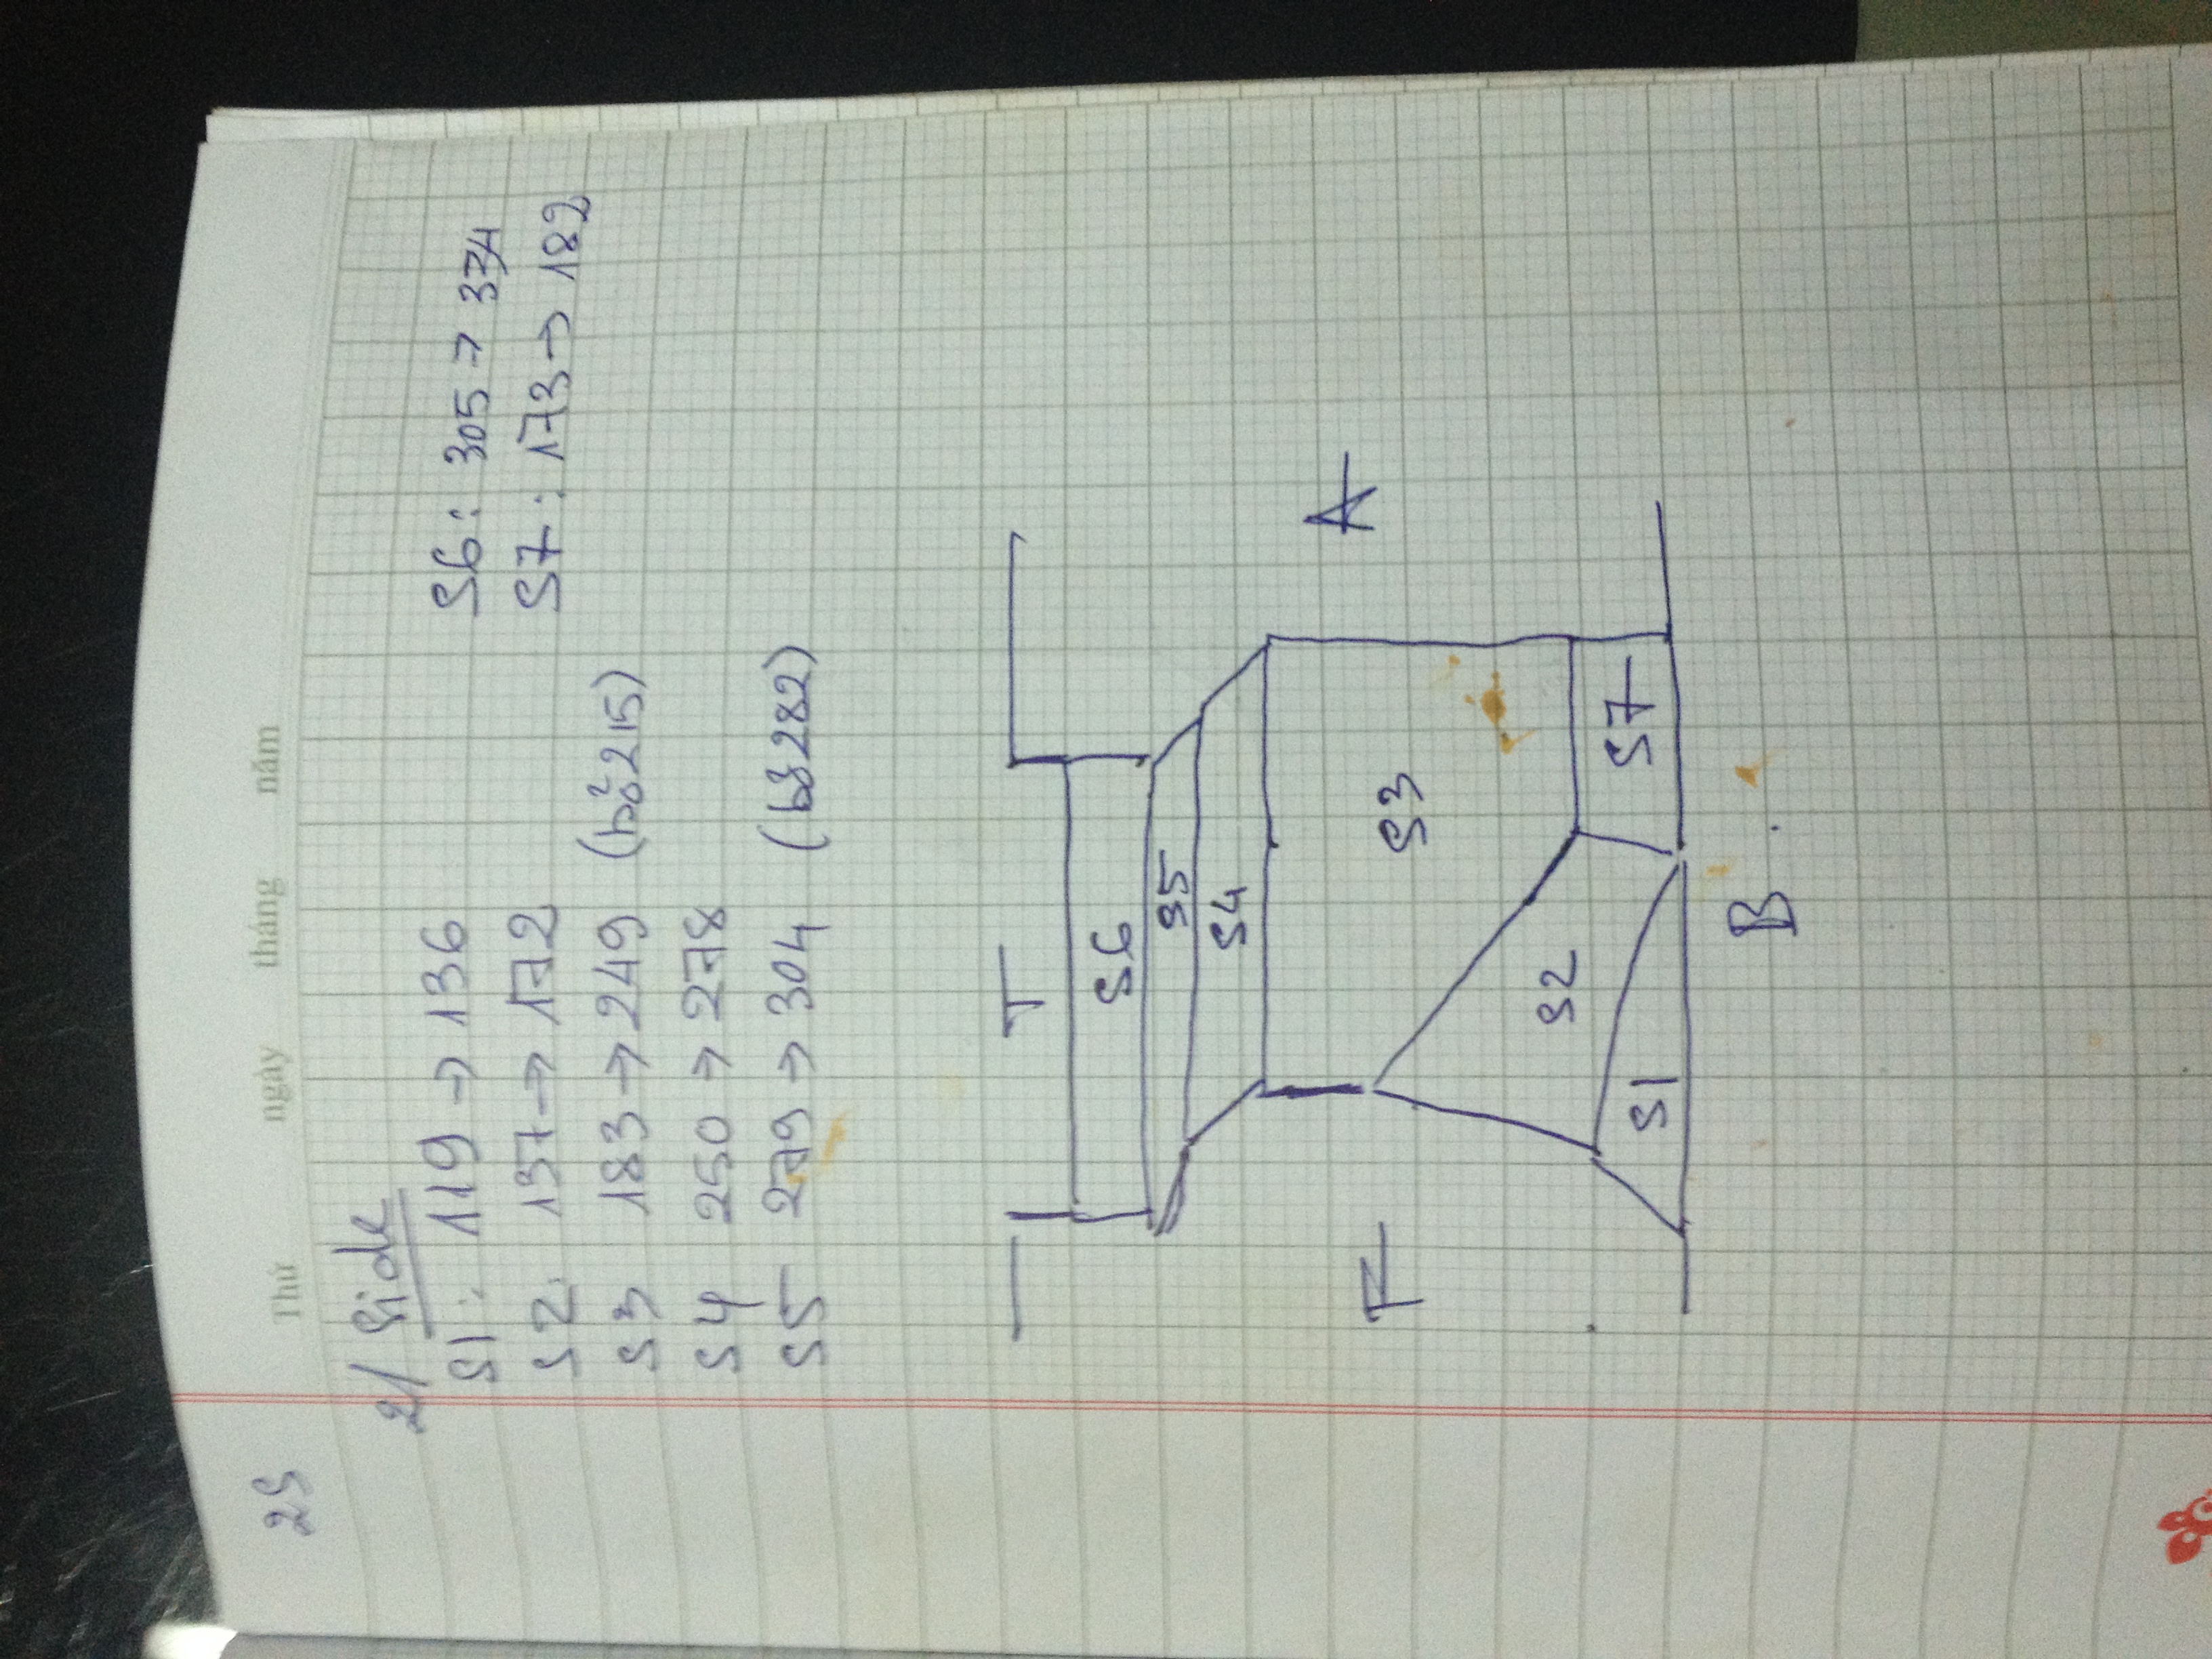 25
Thứ ngày tháng năm
2/ Side
S1: 119 → 136
S2: 137 → 172
S3 183 → 249 (bỏ 215)
S4 250 → 278
S5 279 → 304 (bỏ 282)
S6: 305 → 334
S7: 173 → 182
T
S6
S5
S4
F
S3
A
S2
S1
S7
B.